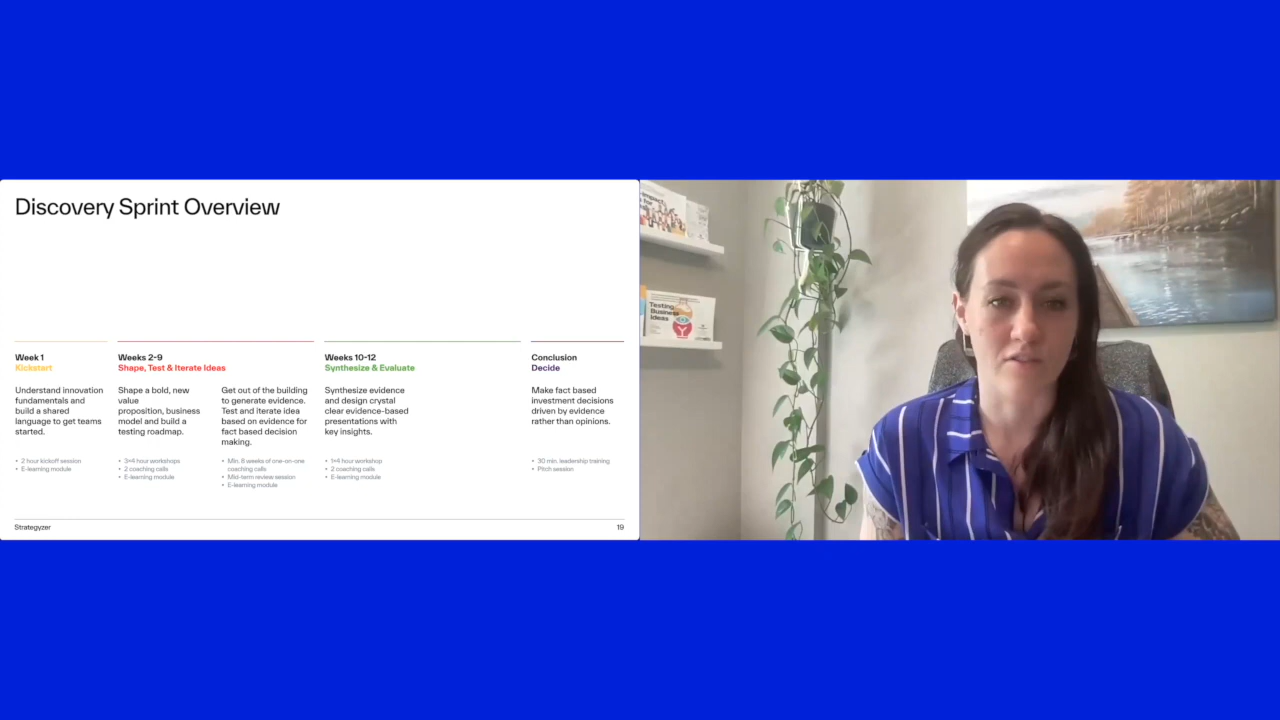 Discovery Sprint Overview
Week 1
Kickstart
Understand innovation
fundamentals and
build a shared
language to get teams
started.
• 2 hour kickoff session
• E-learning module
Weeks 2-9
Shape, Test & Iterate Ideas
Shape a bold, new
value
proposition, business
model and build a
testing roadmap.
• 3×4 hour workshops
• 2 coaching calls
• E-learning module
Get out of the building
to generate evidence.
Test and iterate idea
based on evidence for
fact based decision
making.
• Min. 8 weeks of one-on-one
coaching calls
• Mid-term review session
• E-learning module
Weeks 10-12
Synthesize & Evaluate
Synthesize evidence
and design crystal
clear evidence-based
presentations with
key insights.
• 1×4 hour workshop
• 2 coaching calls
• E-learning module
Conclusion
Decide
Make fact based
investment decisions
driven by evidence
rather than opinions.
• 30 min. leadership training
• Pitch session
Strategyzer
19
Testing
Business
Ideas